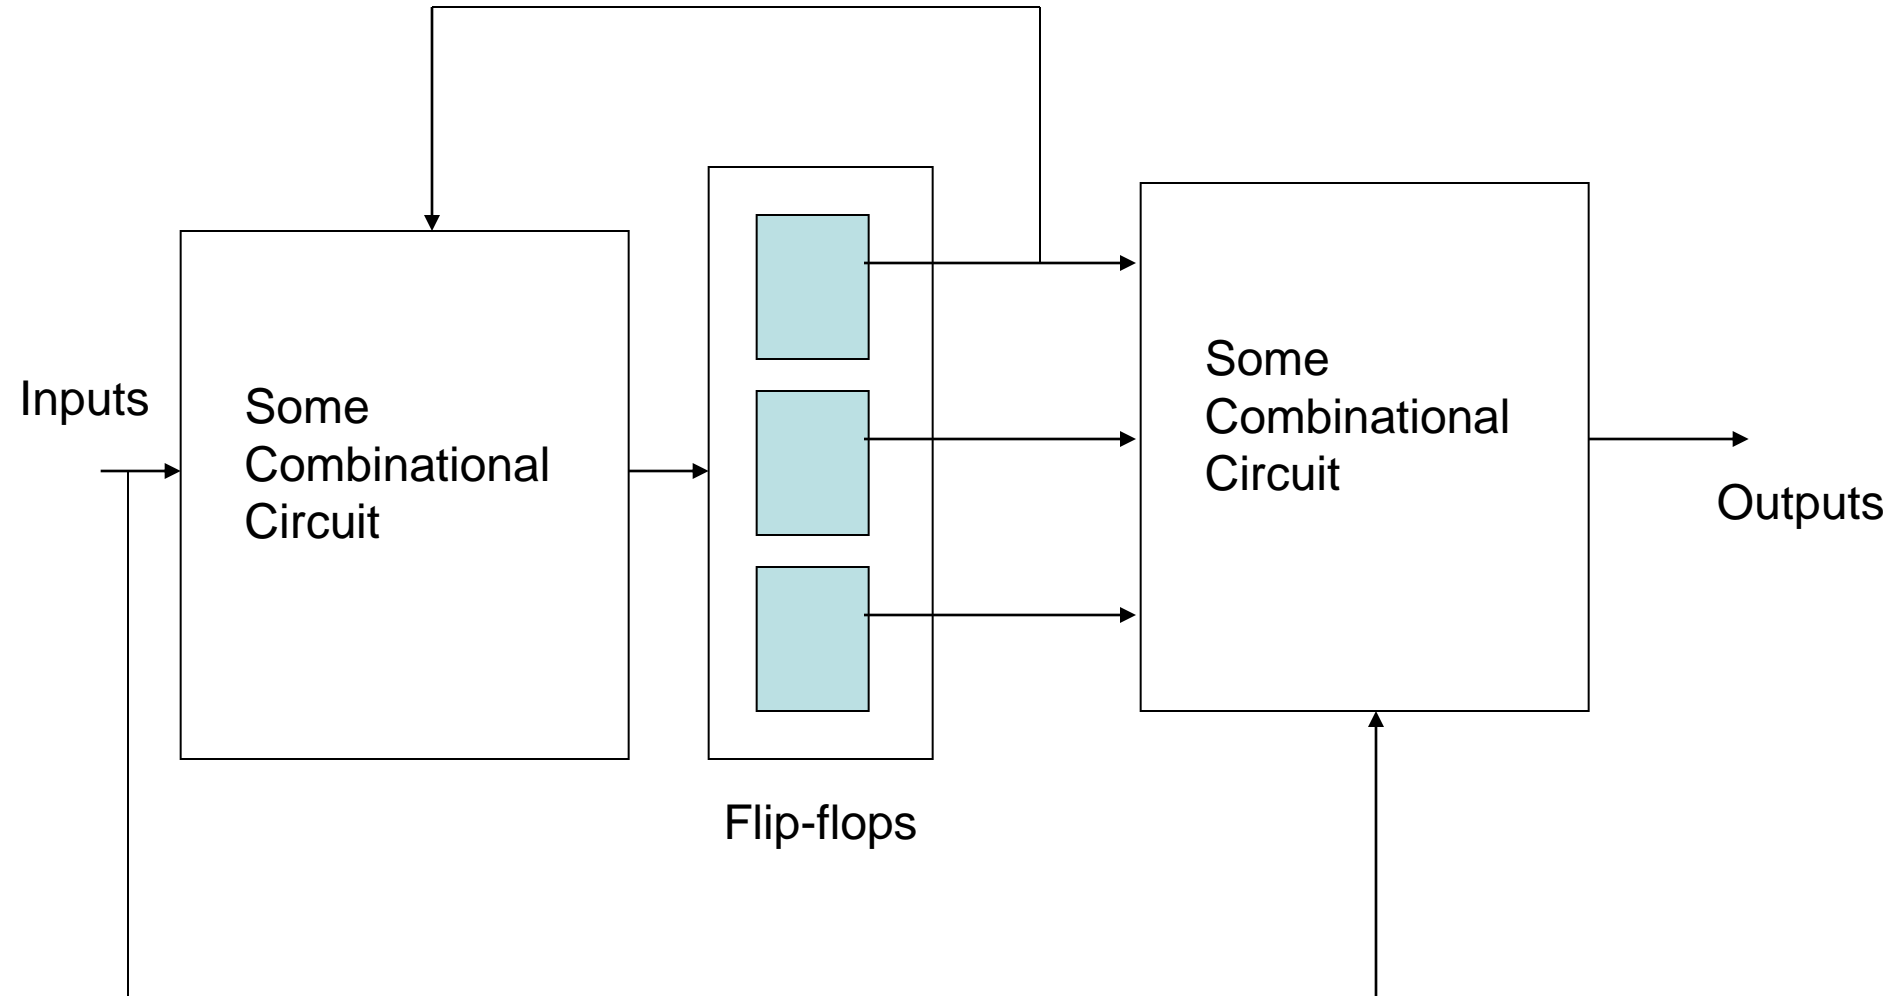 Inputs
Some
Combinational
Circuit
Flip-flops
Some
Combinational
Circuit
Outputs